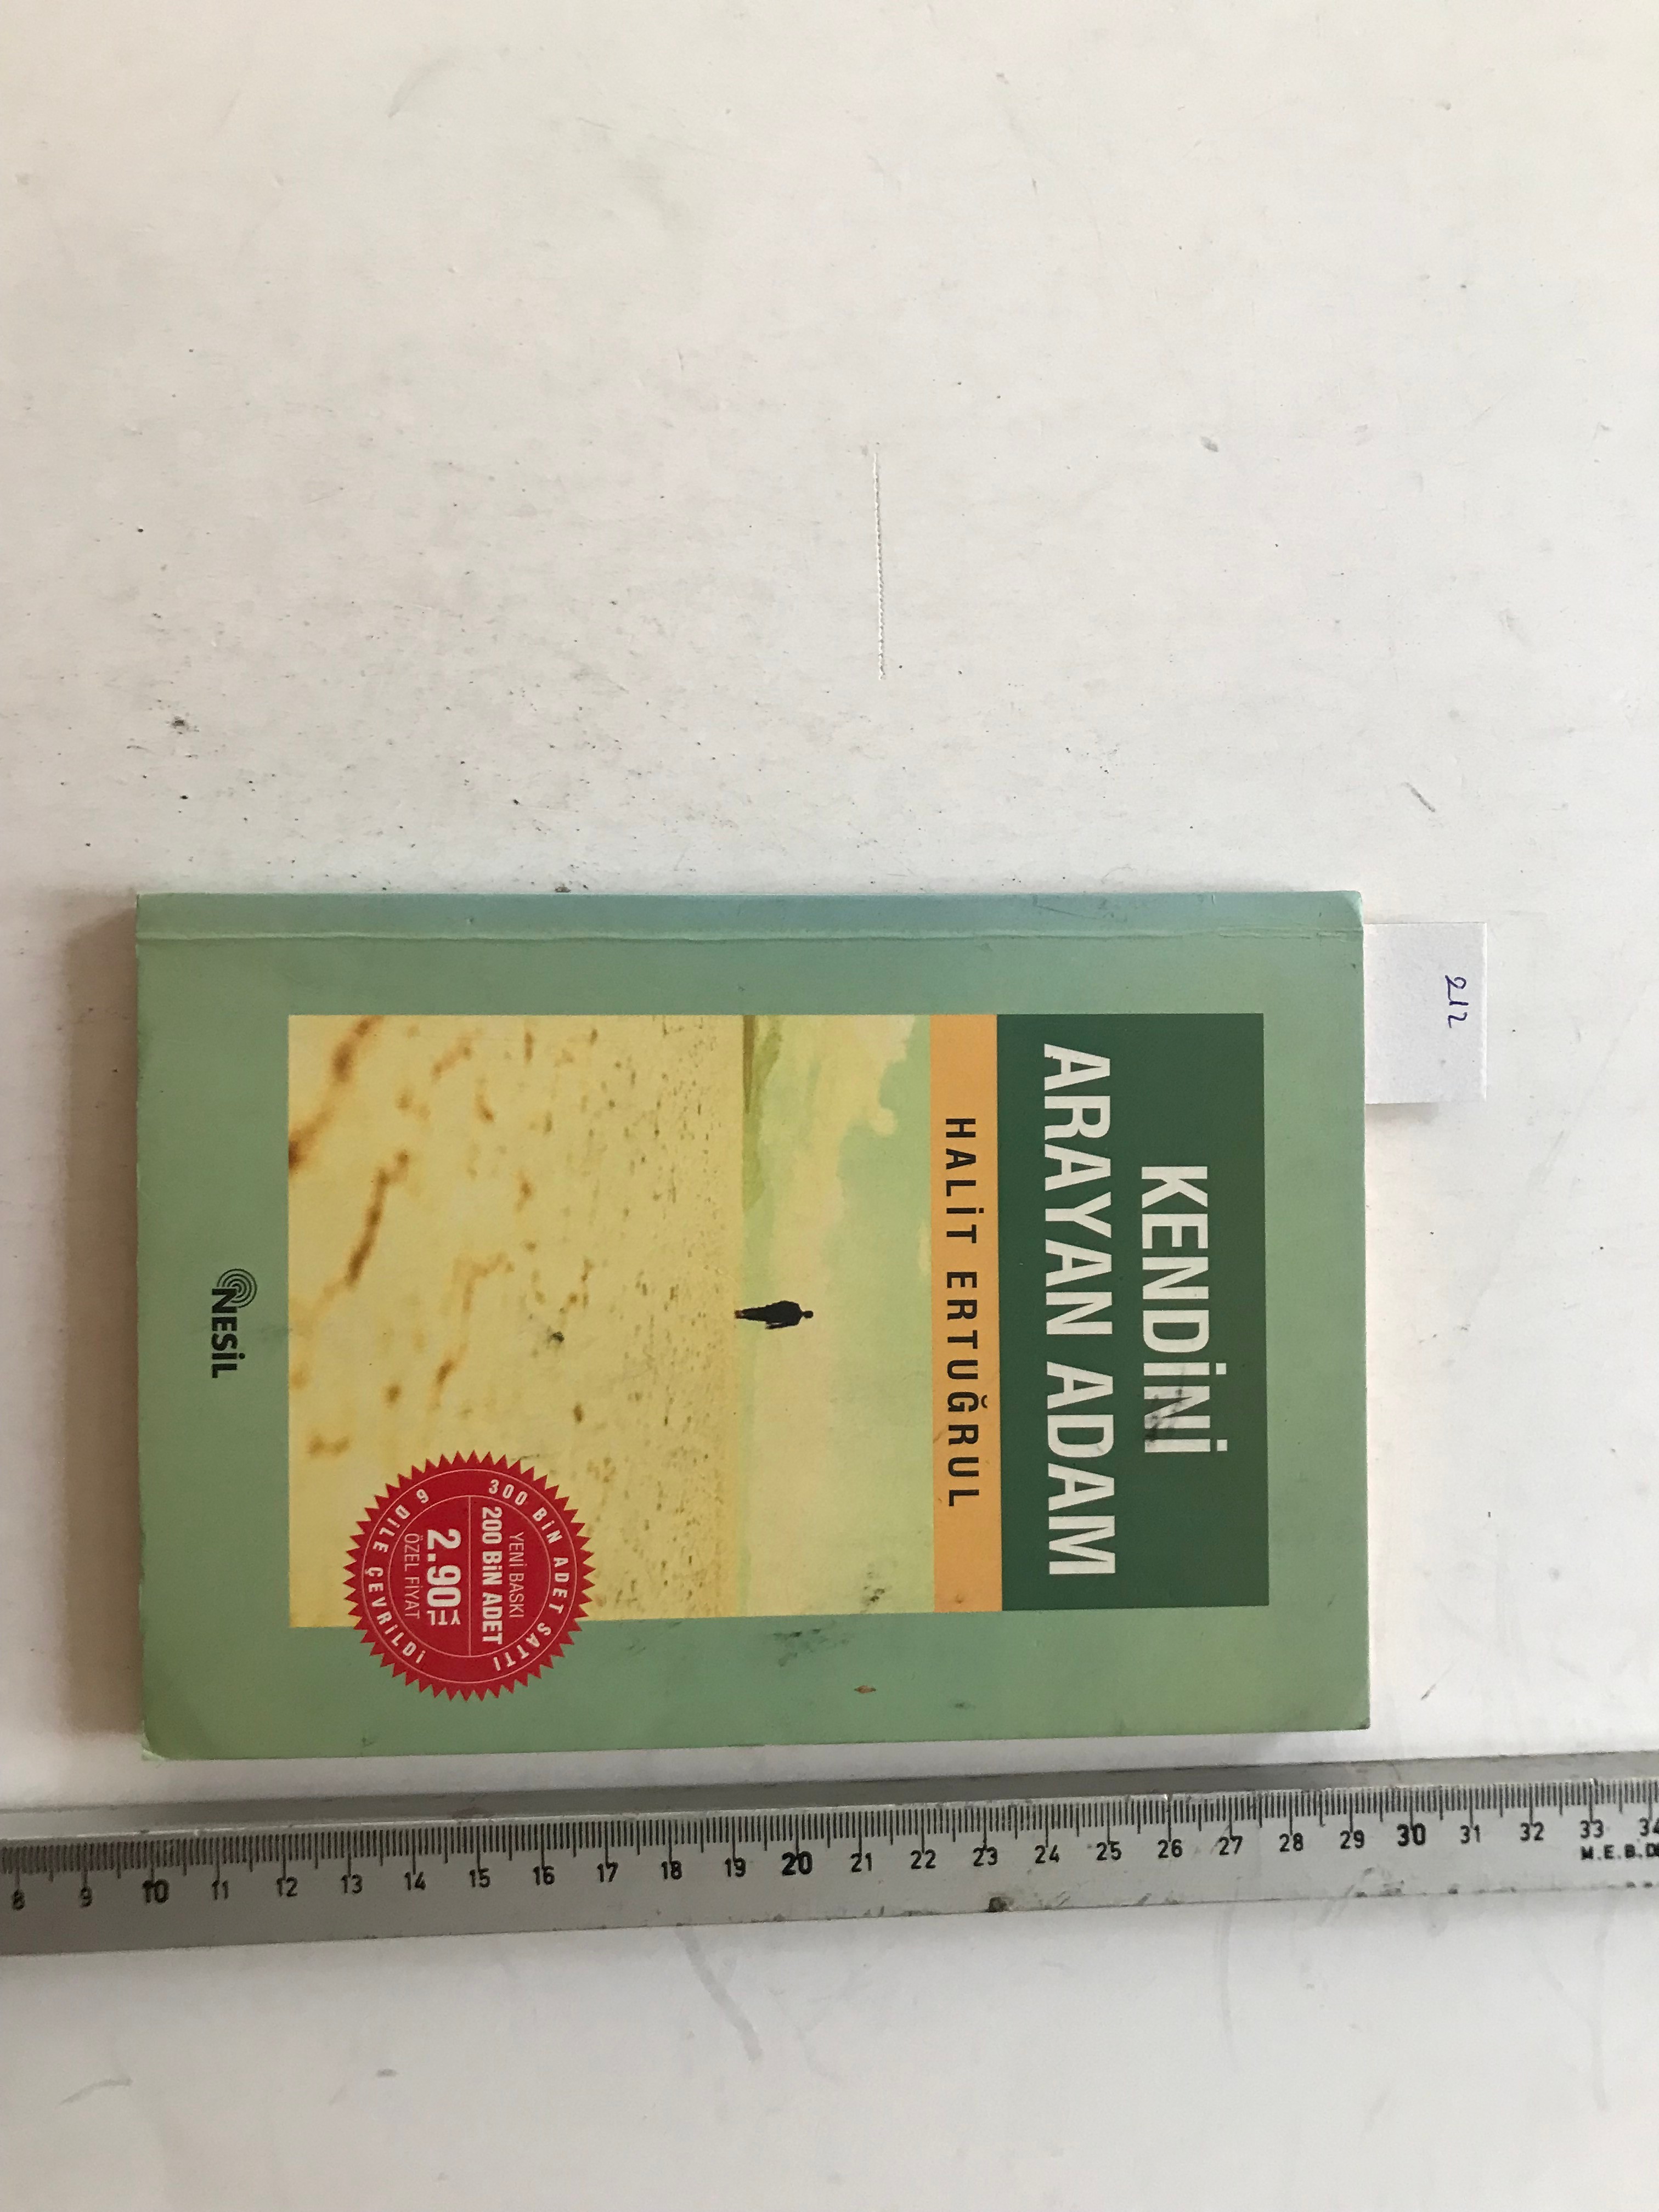 212
KENDİNİ
ARAYAN ADAM
HALİT ERTUĞRUL
300 BİN ADET SATTI
YENİ BASKI
200 BİN ADET
2.90
ÖZEL FİYAT
6 DİLE ÇEVRİLDİ
NESİL
8 9 10 11 12 13 14 15 16 17 18 19 20 21 22 23 24 25 26 27 28 29 30 31 32 33 34